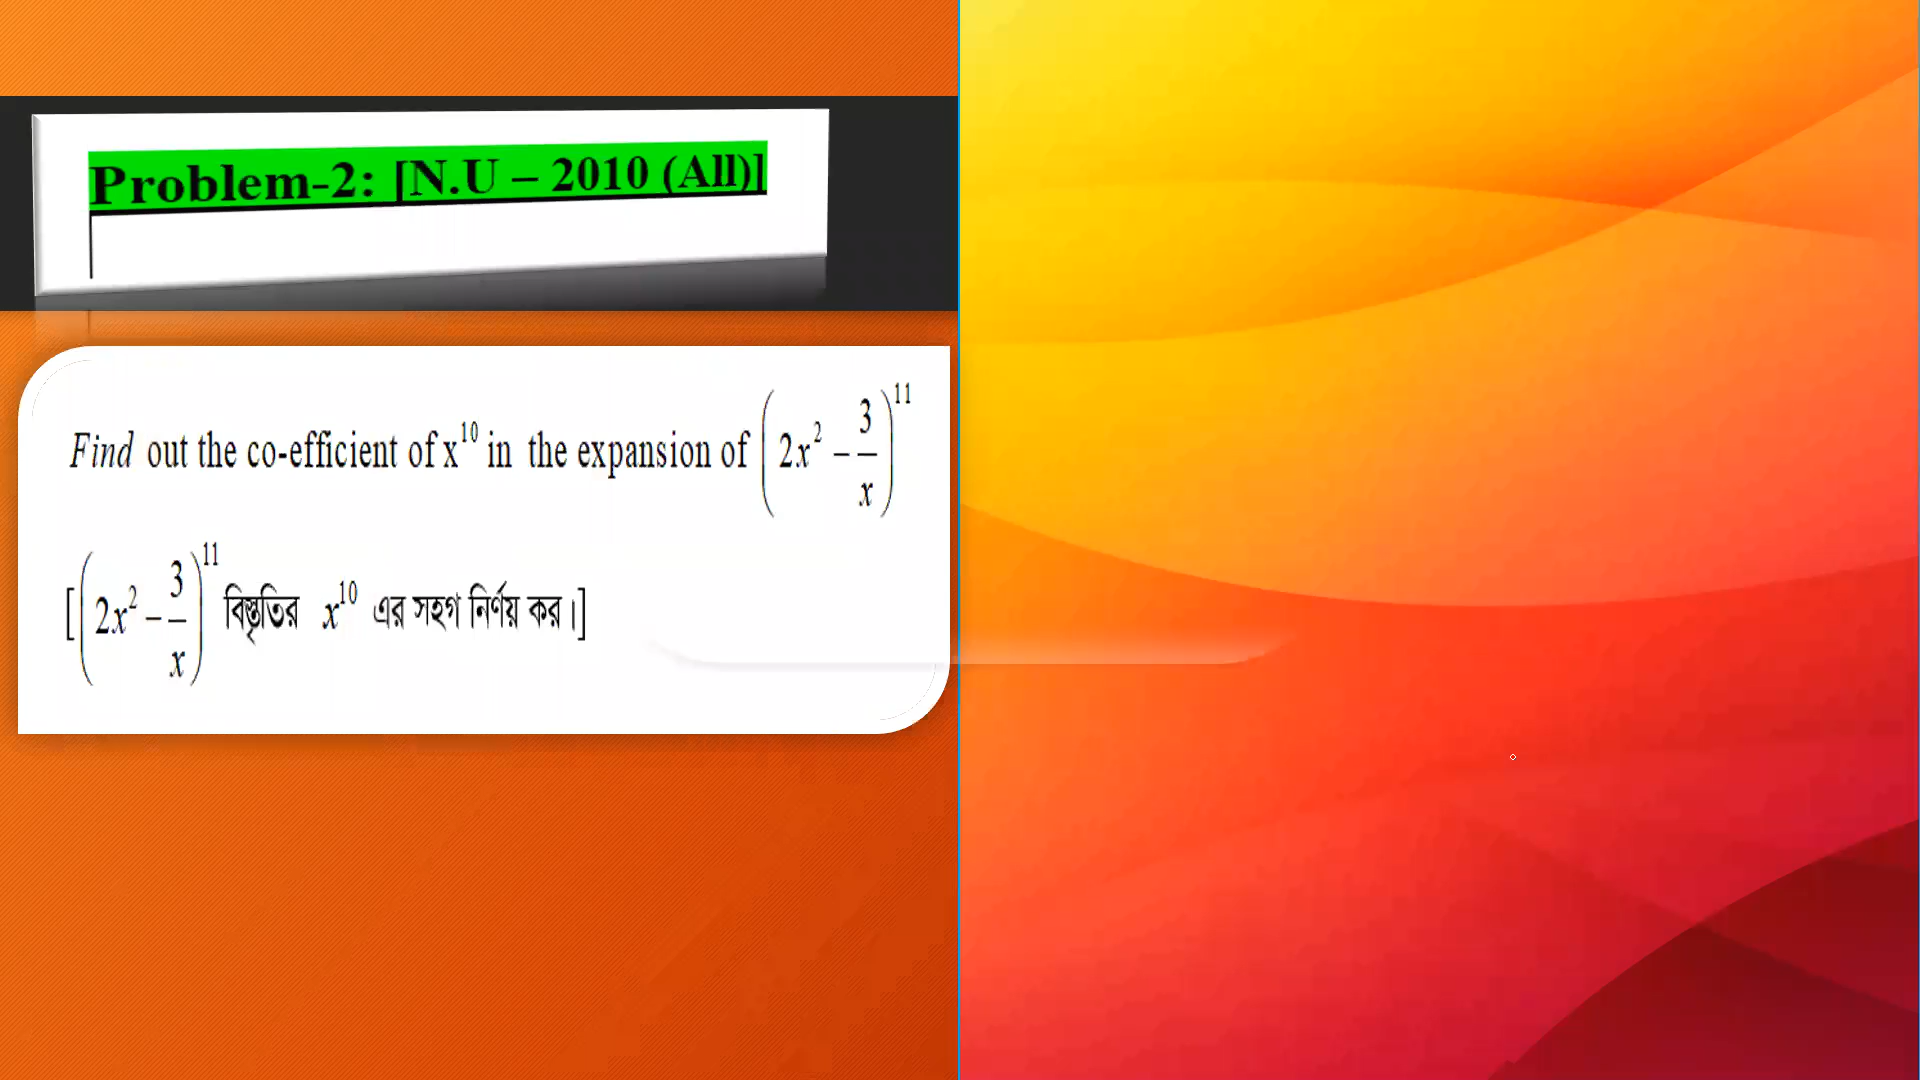 Problem-2: [N.U – 2010 (All)]
Find out the co-efficient of x^10 in the expansion of (2x^2 − 3/x)^11
[(2x^2 − 3/x)^11 বিস্তৃতির x^10 এর সহগ নির্ণয় কর।]